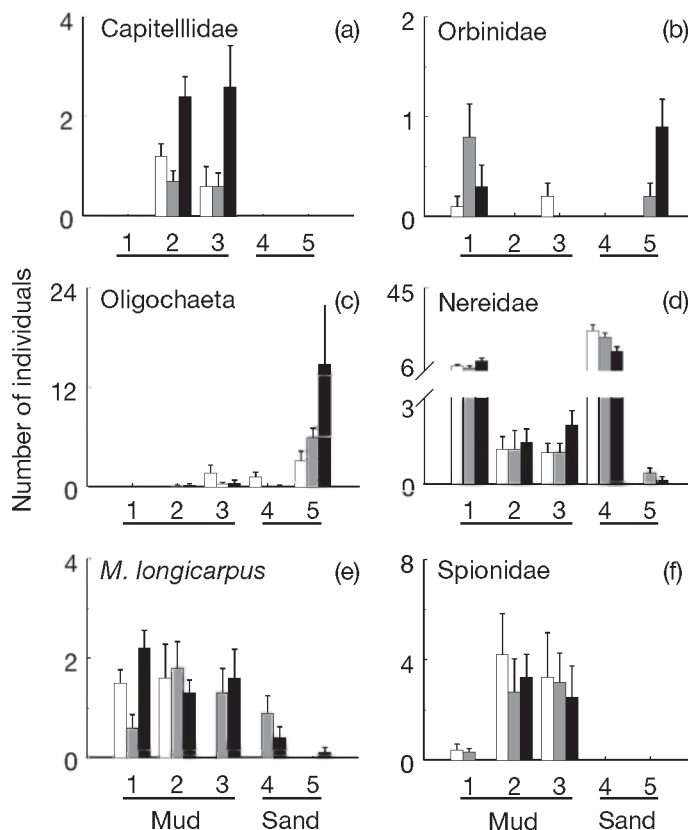 Number of individuals
Capitelllidae (a)
4
2
0
1 2 3 4 5
Orbinidae (b)
2
1
0
1 2 3 4 5
Oligochaeta (c)
24
12
0
1 2 3 4 5
Nereidae (d)
45
6
3
0
1 2 3 4 5
M. longicarpus (e)
4
2
0
1 2 3 4 5
Mud Sand
Spionidae (f)
8
4
0
1 2 3 4 5
Mud Sand